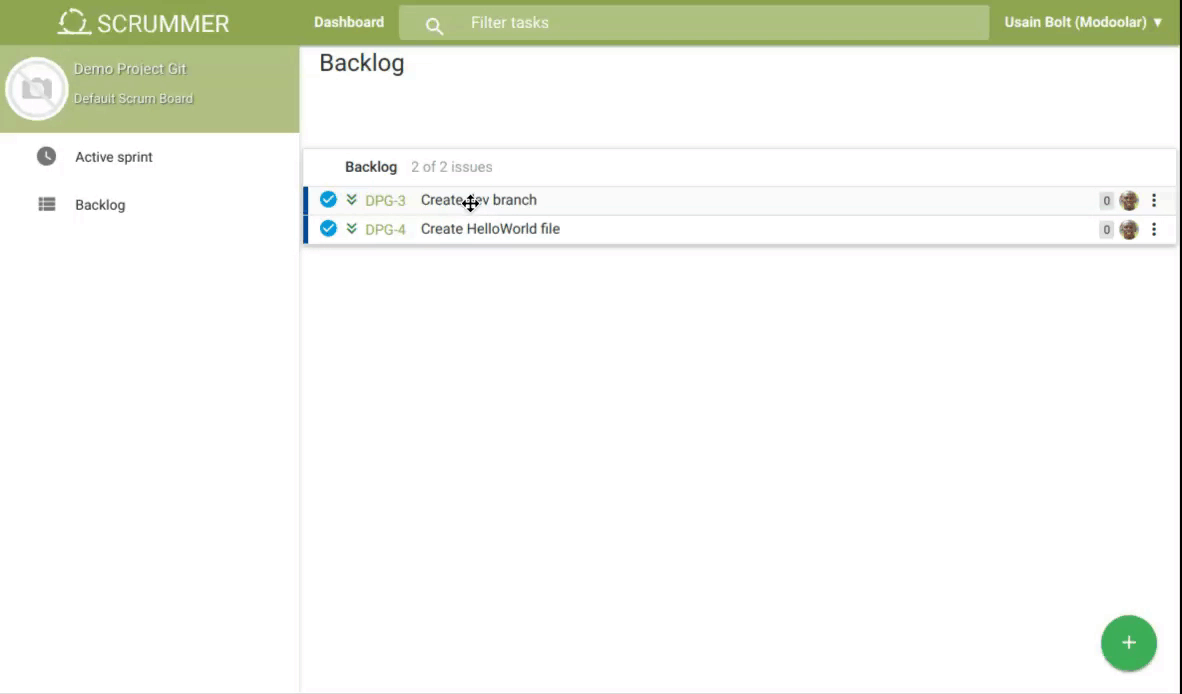 SCRUMMER
Dashboard
Filter tasks
Usain Bolt (Modoolar) ▼
Demo Project Git
Default Scrum Board
Active sprint
Backlog
Backlog
Backlog 2 of 2 issues
DPG-3 Create dev branch 0
DPG-4 Create HelloWorld file 0
+